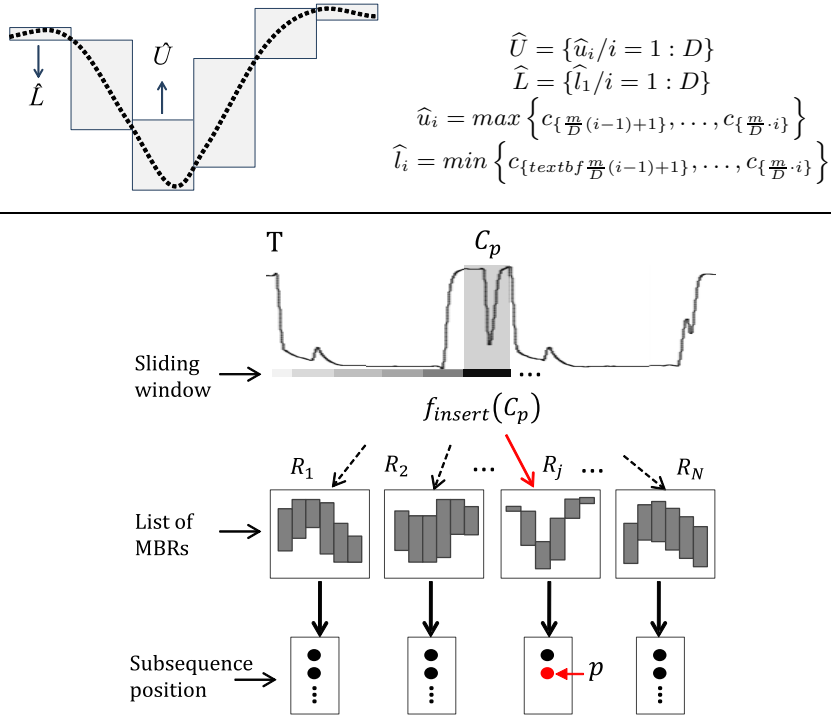 L̂
Û
Û = {û_i/i = 1 : D}
L̂ = {l̂_1/i = 1 : D}
û_i = max {c_{{m/D (i−1)+1}}, . . . , c_{{m/D ·i}}}
l̂_i = min {c_{{textbf m/D (i−1)+1}}, . . . , c_{{m/D ·i}}}
T
C_p
Sliding
window
...
f_insert(C_p)
R_1
R_2
...
R_j
...
R_N
List of
MBRs
Subsequence
position
p